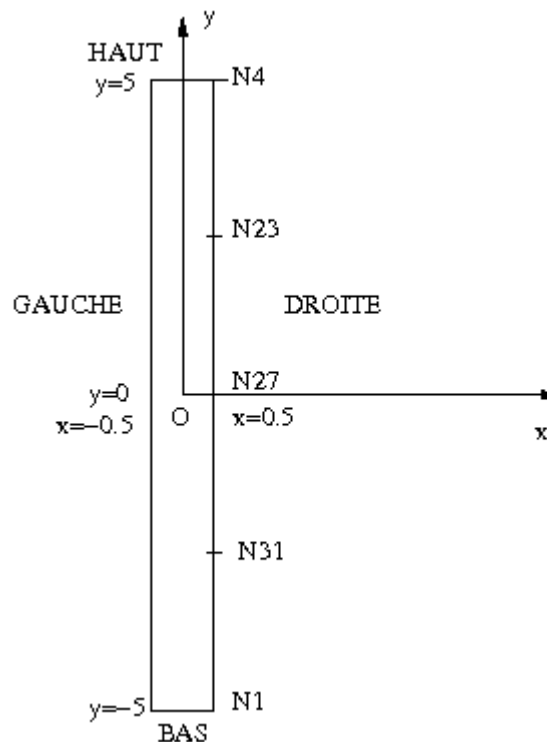 y
HAUT
y=5
N4
N23
GAUCHE
DROITE
N27
y=0
O
x=0.5
x=−0.5
x
N31
y=−5
N1
BAS